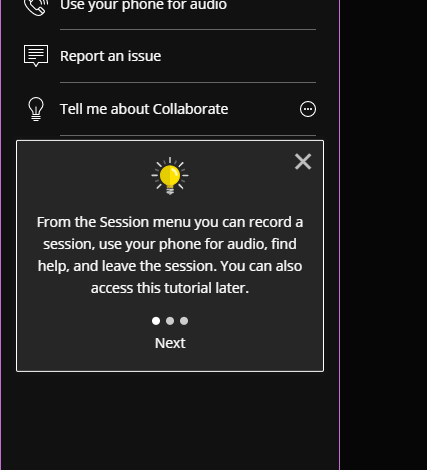 Use your phone for audio
Report an issue
Tell me about Collaborate
From the Session menu you can record a
session, use your phone for audio, find
help, and leave the session. You can also
access this tutorial later.
Next